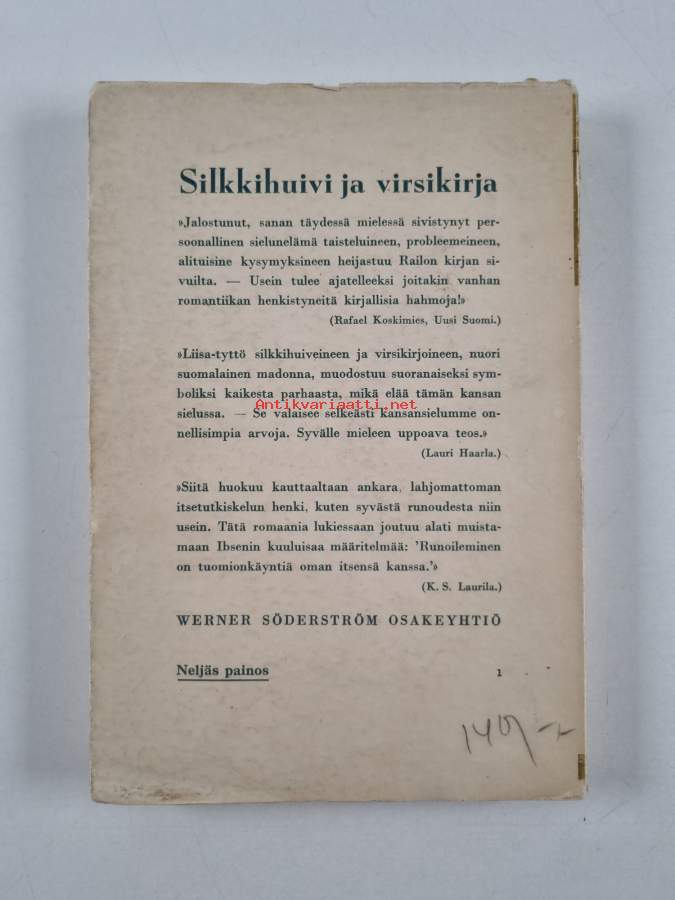 Silkkihuivi ja virsikirja
»Jalostunut, sanan täydessä mielessä sivistynyt per-
soonallinen sielunelämä taisteluineen, probleemeineen,
alituisine kysymyksineen heijastuu Railon kirjan si-
vuilta. — Usein tulee ajatelleeksi joitakin vanhan
romantiikan henkistyneitä kirjallisia hahmoja!»
(Rafael Koskimies, Uusi Suomi.)
»Liisa-tyttö silkkihuiveineen ja virsikirjoineen, nuori
suomalainen madonna, muodostuu suoranaiseksi sym-
boliksi kaikesta parhaasta, mikä elää tämän kansan
sielussa. — Se valaisee selkeästi kansansielumme on-
nellisimpia arvoja. Syvälle mieleen uppoava teos.»
(Lauri Haarla.)
Antikvariaatti.net
»Siitä huokuu kauttaaltaan ankara, lahjomattoman
itsetutkiskelun henki, kuten syvästä runoudesta niin
usein. Tätä romaania lukiessaan joutuu alati muista-
maan Ibsenin kuuluisaa määritelmää: 'Runoileminen
on tuomionkäyntiä oman itsensä kanssa.'»
(K. S. Laurila.)
WERNER SÖDERSTRÖM OSAKEYHTIÖ
Neljäs painos 1